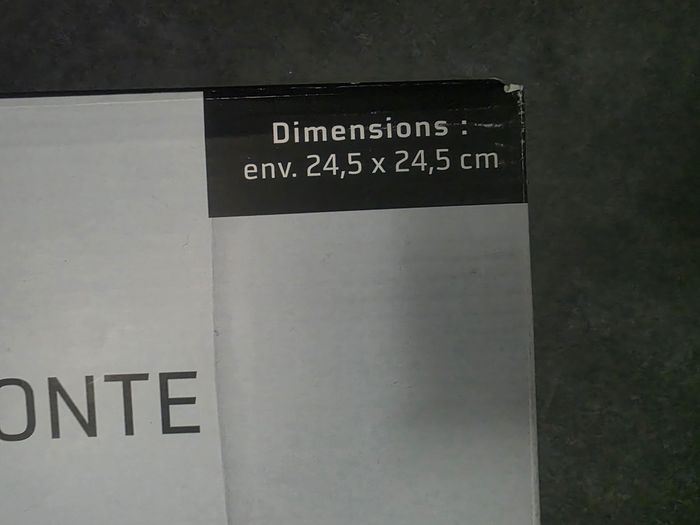 Dimensions :
env. 24,5 x 24,5 cm
ONTE